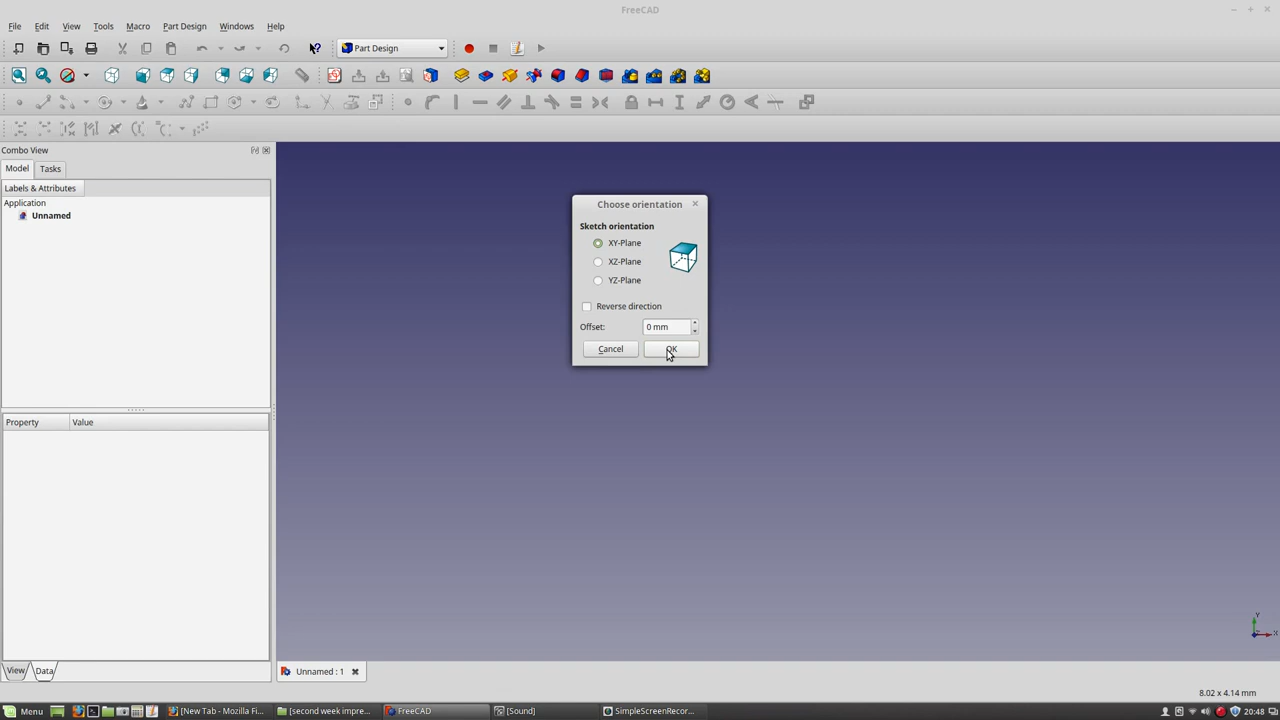 FreeCAD
File Edit View Tools Macro Part Design Windows Help
Part Design
Combo View
Model Tasks
Labels & Attributes
Application
Unnamed
Choose orientation
Sketch orientation
XY-Plane
XZ-Plane
YZ-Plane
Reverse direction
Offset: 0 mm
Cancel OK
Property Value
Y
X
View Data
Unnamed : 1
8.02 x 4.14 mm
Menu [New Tab - Mozilla Fi... [second week impre... FreeCAD [Sound] SimpleScreenRecor... 20:48